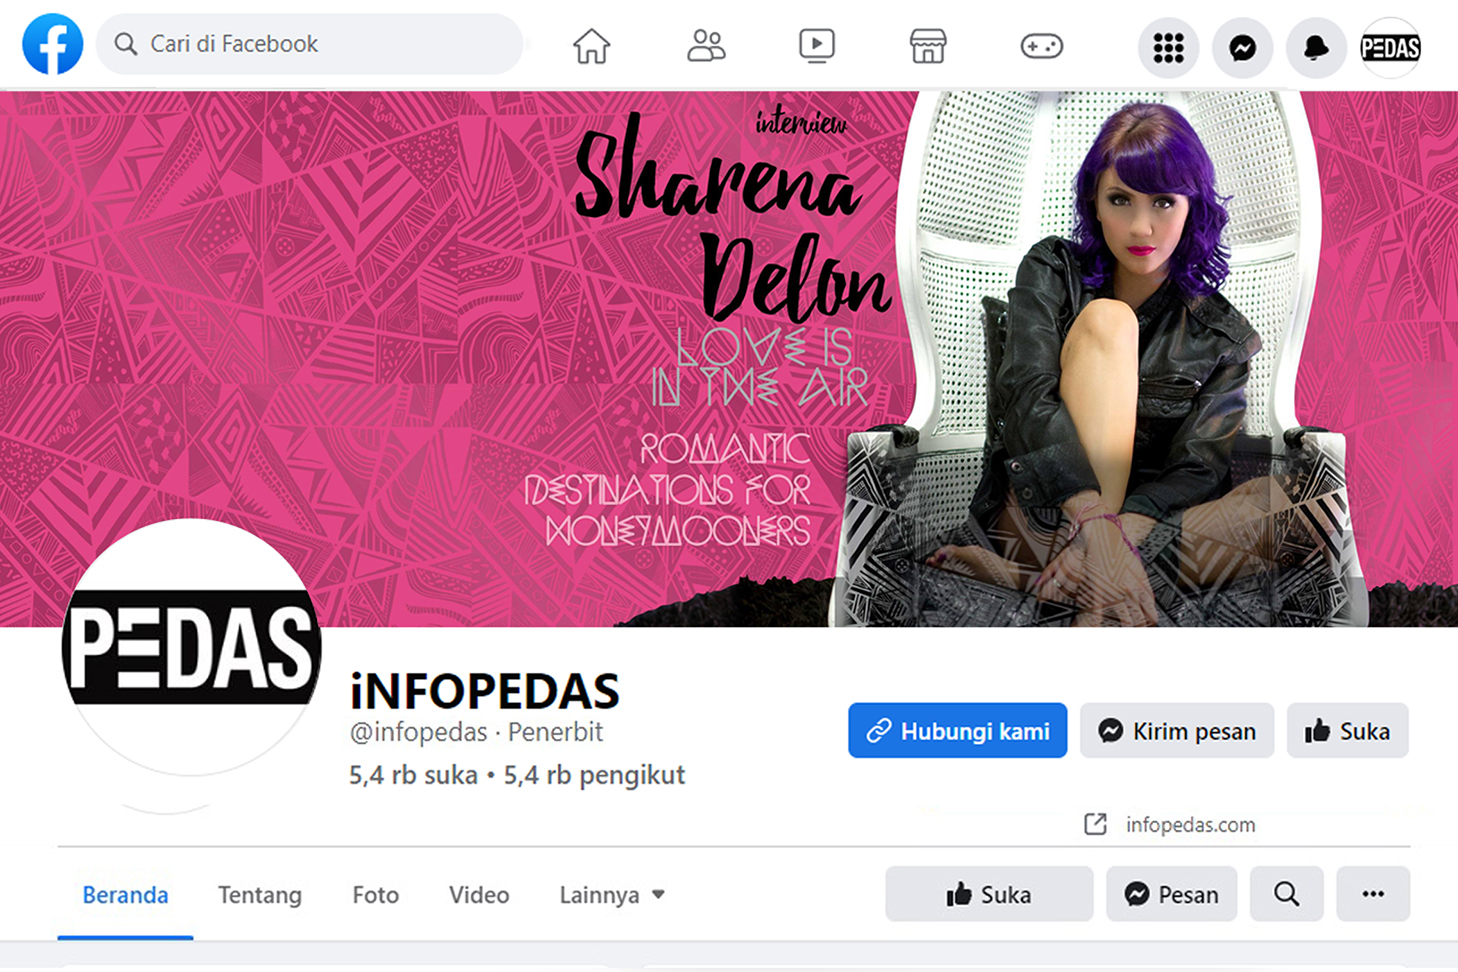 Cari di Facebook
PEDAS
interview
Sharena
Delon
LOVE IS
IN THE AIR
ROMANTIC
DESTINATIONS FOR
HONEYMOONERS
PEDAS
iNFOPEDAS
@infopedas · Penerbit
5,4 rb suka • 5,4 rb pengikut
Hubungi kami
Kirim pesan
Suka
infopedas.com
Beranda
Tentang
Foto
Video
Lainnya
Suka
Pesan